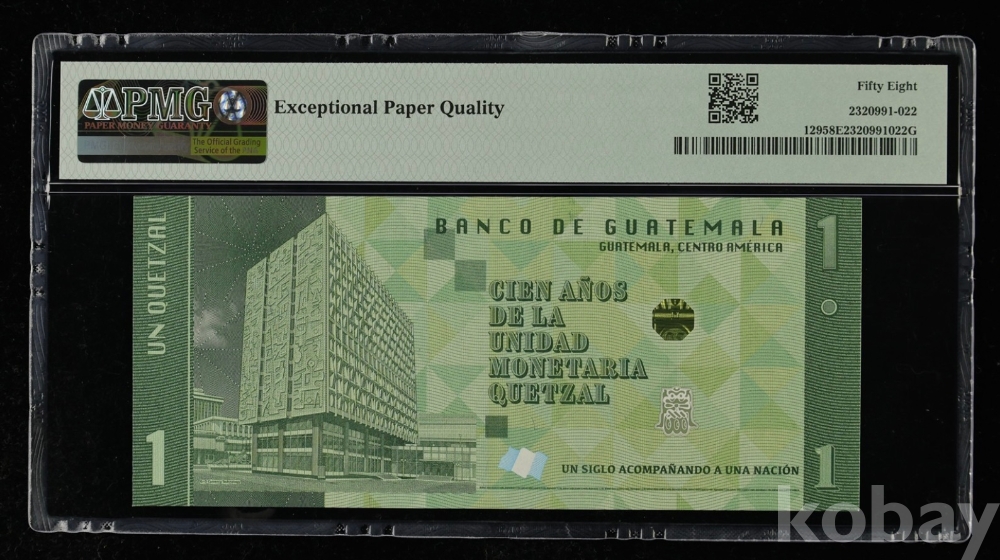 PMG
PAPER MONEY GUARANTY
The Official Grading
Service of the
Exceptional Paper Quality
Fifty Eight
2320991-022
12958E2320991022G
UN QUETZAL
1
BANCO DE GUATEMALA
GUATEMALA, CENTRO AMÉRICA
CIEN AÑOS
DE LA
UNIDAD
MONETARIA
QUETZAL
UN SIGLO ACOMPAÑANDO A UNA NACIÓN
1
1
kobay